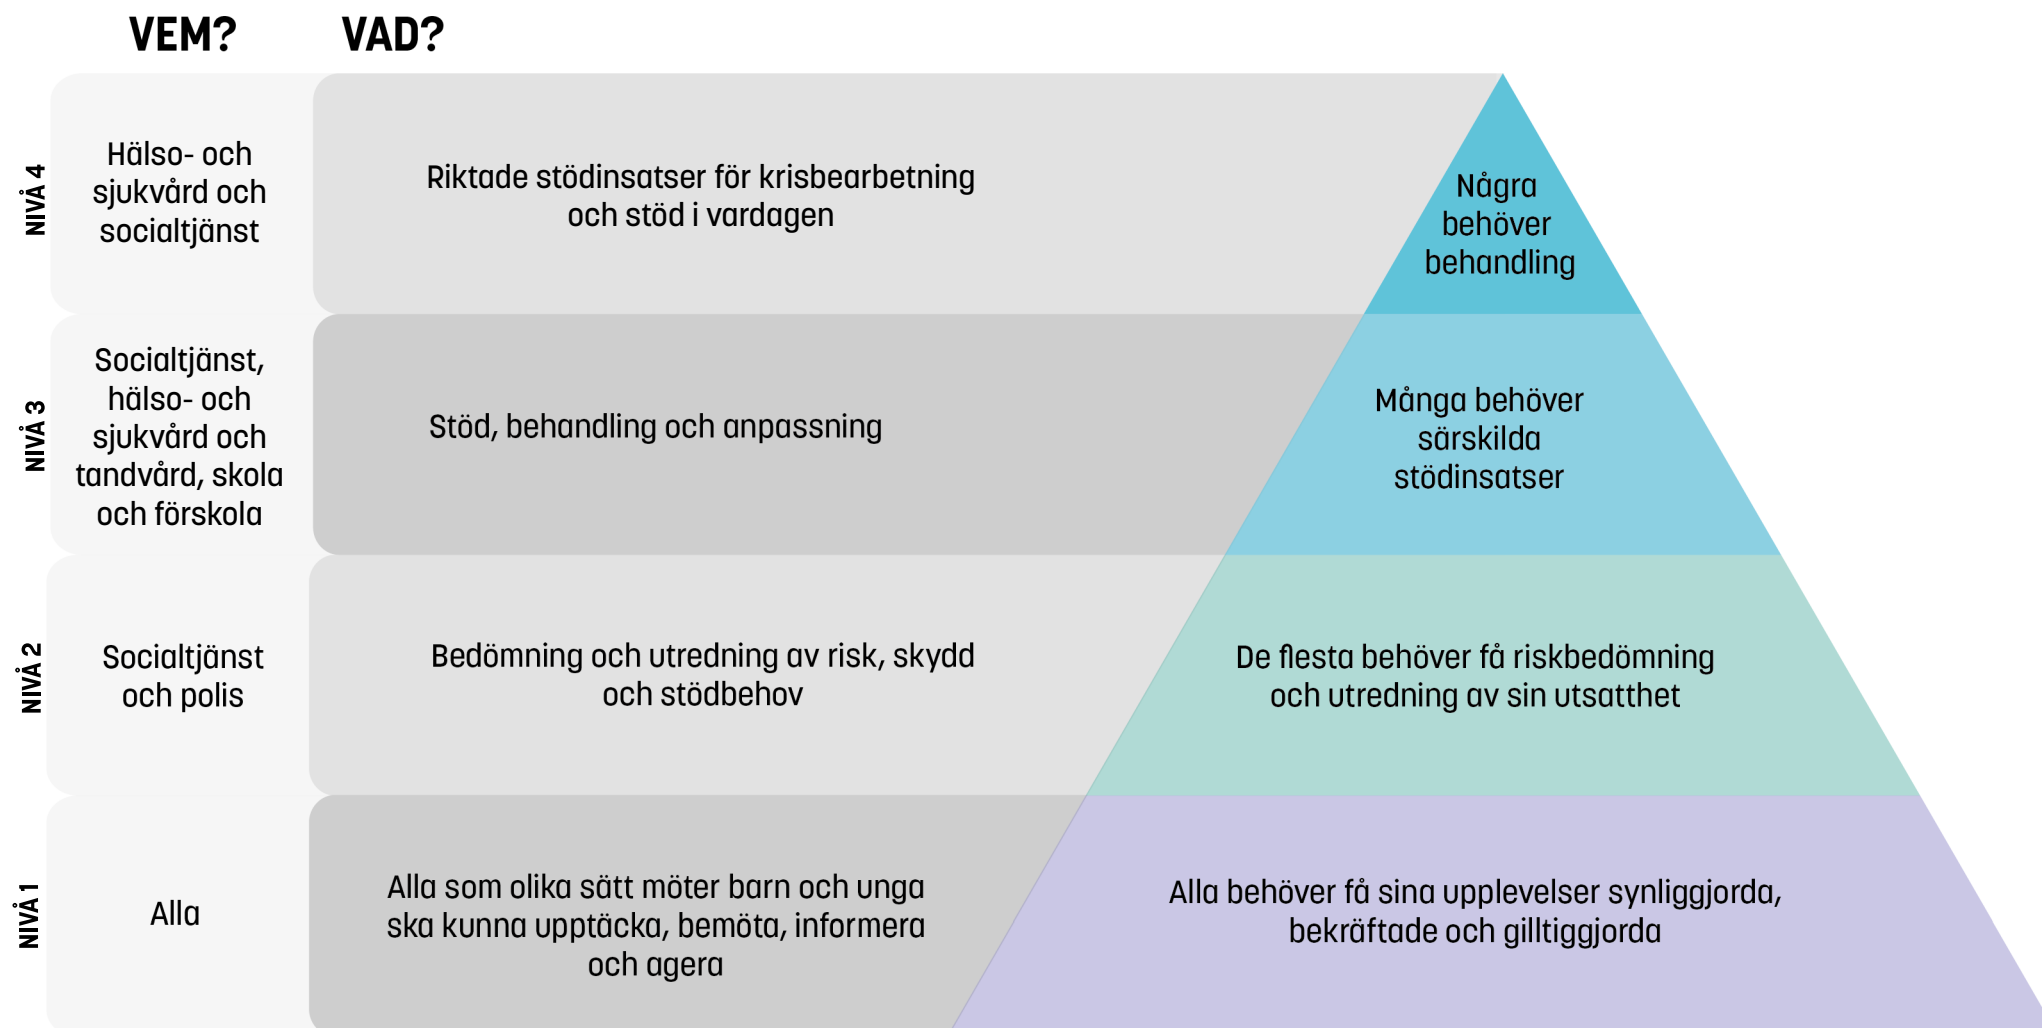 VEM?
VAD?
NIVÅ 4
Hälso- och
sjukvård och
socialtjänst
Riktade stödinsatser för krisbearbetning
och stöd i vardagen
Några
behöver
behandling
NIVÅ 3
Socialtjänst,
hälso- och
sjukvård och
tandvård, skola
och förskola
Stöd, behandling och anpassning
Många behöver
särskilda
stödinsatser
NIVÅ 2
Socialtjänst
och polis
Bedömning och utredning av risk, skydd
och stödbehov
De flesta behöver få riskbedömning
och utredning av sin utsatthet
NIVÅ 1
Alla
Alla som olika sätt möter barn och unga
ska kunna upptäcka, bemöta, informera
och agera
Alla behöver få sina upplevelser synliggjorda,
bekräftade och gilltiggjorda